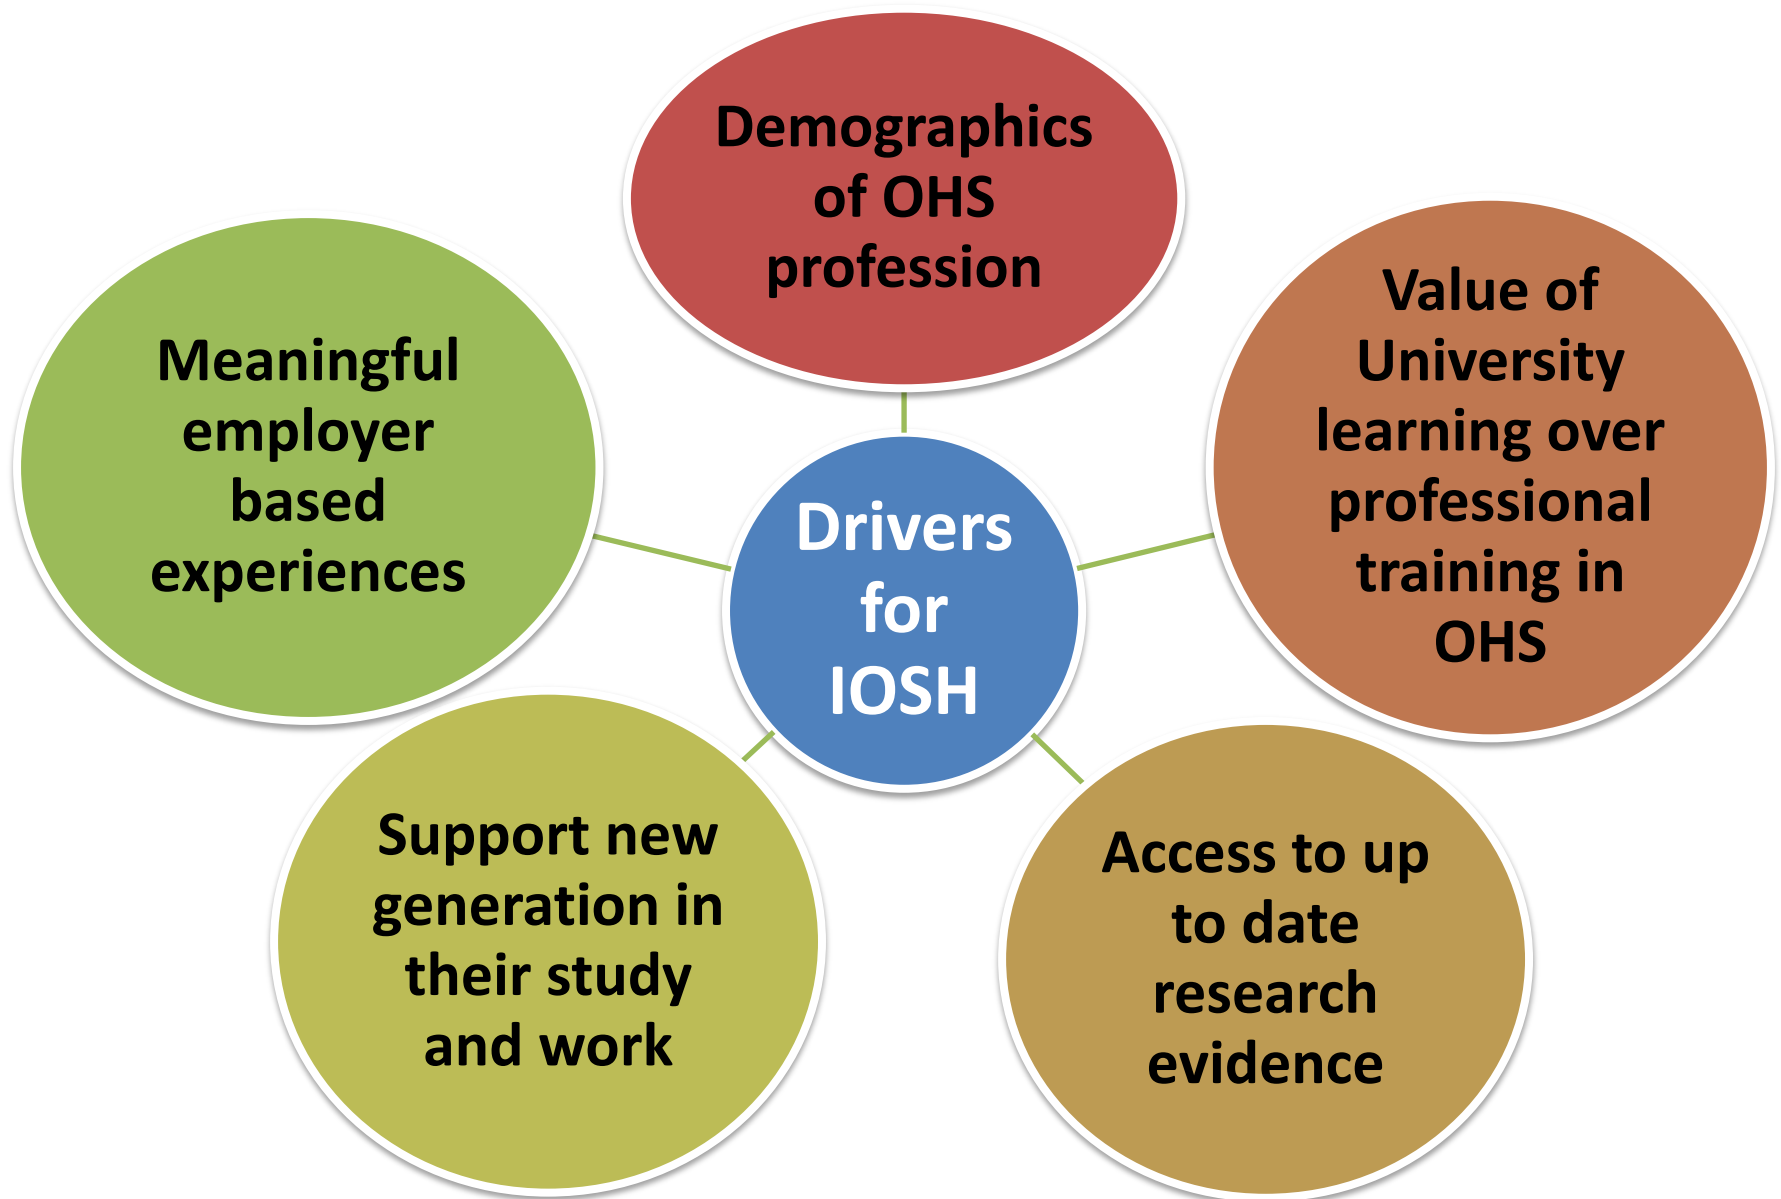 Demographics
of OHS
profession
Value of
University
learning over
professional
training in
OHS
Access to up
to date
research
evidence
Support new
generation in
their study
and work
Meaningful
employer
based
experiences
Drivers
for
IOSH